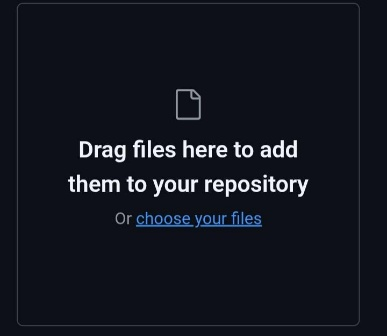 Drag files here to add
them to your repository
Or choose your files